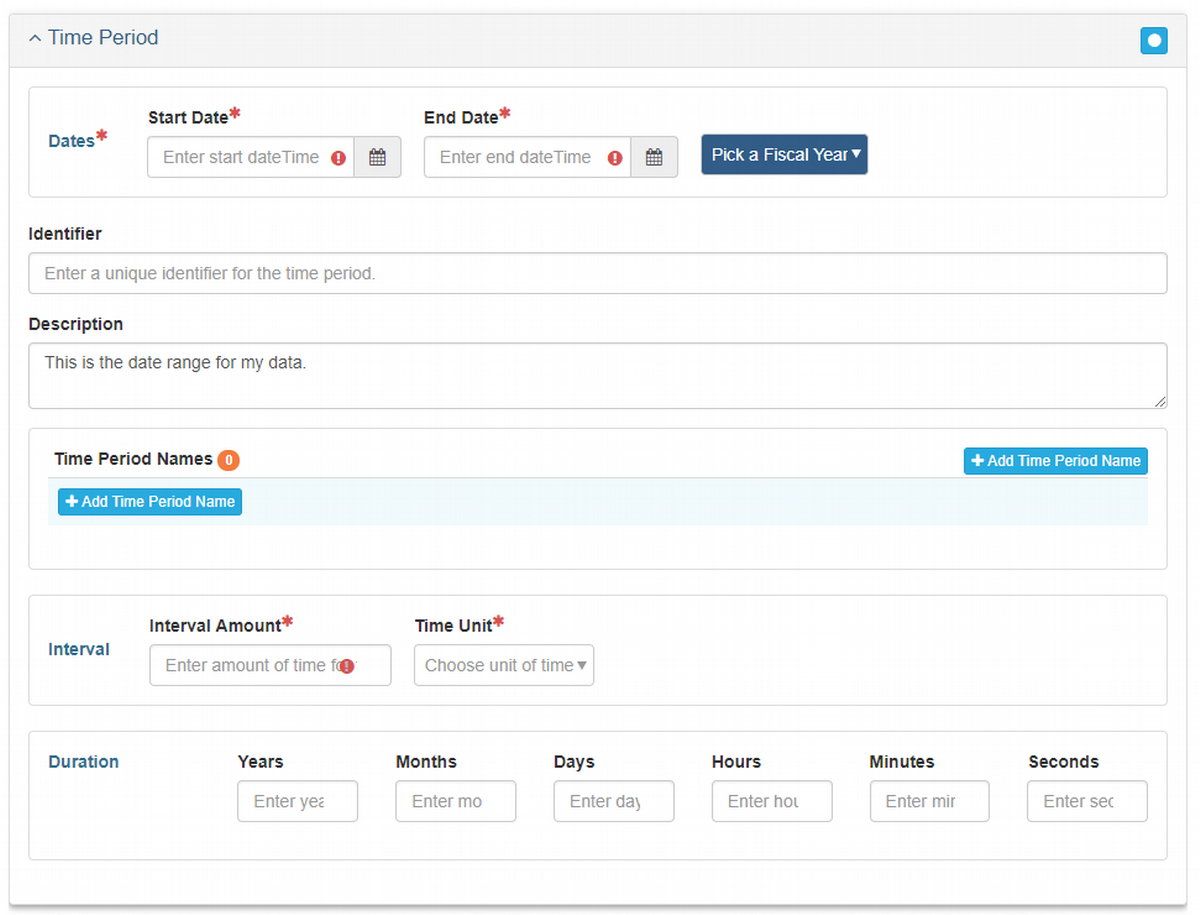 Time Period
Start Date* End Date*
Dates* Enter start dateTime Enter end dateTime Pick a Fiscal Year
Identifier
Enter a unique identifier for the time period.
Description
This is the date range for my data.
Time Period Names 0 + Add Time Period Name
+ Add Time Period Name
Interval Amount* Time Unit*
Interval Enter amount of time Choose unit of time
Duration Years Months Days Hours Minutes Seconds
Enter yea Enter mo Enter day Enter hou Enter min Enter sec